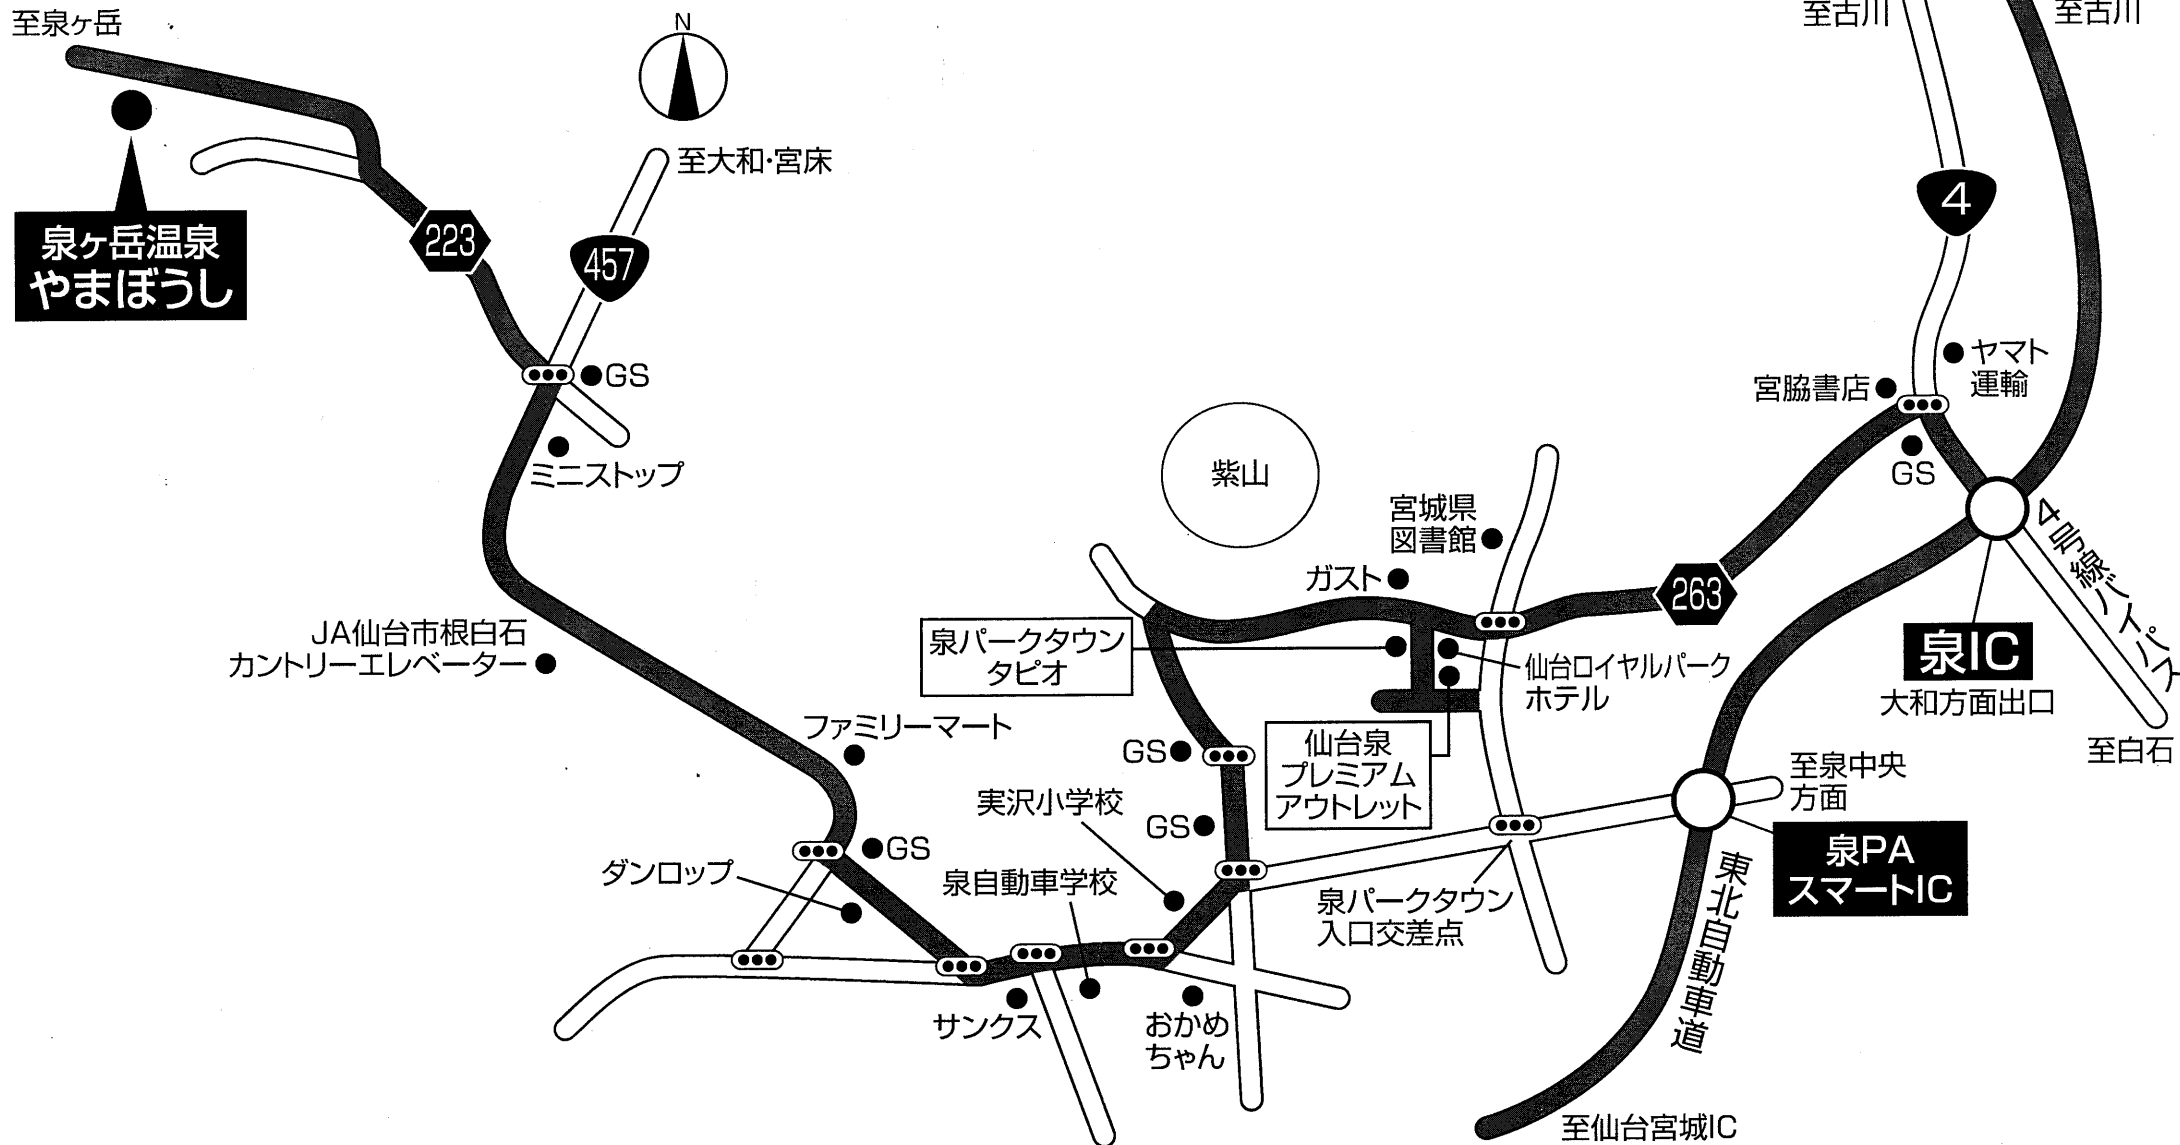 至泉ヶ岳
N
至古川
至古川
至大和・宮床
4
223
457
泉ヶ岳温泉
やまぼうし
GS
ミニストップ
ヤマト
運輸
宮脇書店
GS
紫山
宮城県
図書館
ガスト
263
4号線バイパス
JA仙台市根白石
カントリーエレベーター
泉パークタウン
タピオ
仙台ロイヤルパーク
ホテル
泉IC
大和方面出口
至白石
ファミリーマート
GS
仙台泉
プレミアム
アウトレット
至泉中央
方面
実沢小学校
GS
GS
ダンロップ
泉自動車学校
泉パークタウン
入口交差点
泉PA
スマートIC
東北自動車道
サンクス
おかめ
ちゃん
至仙台宮城IC